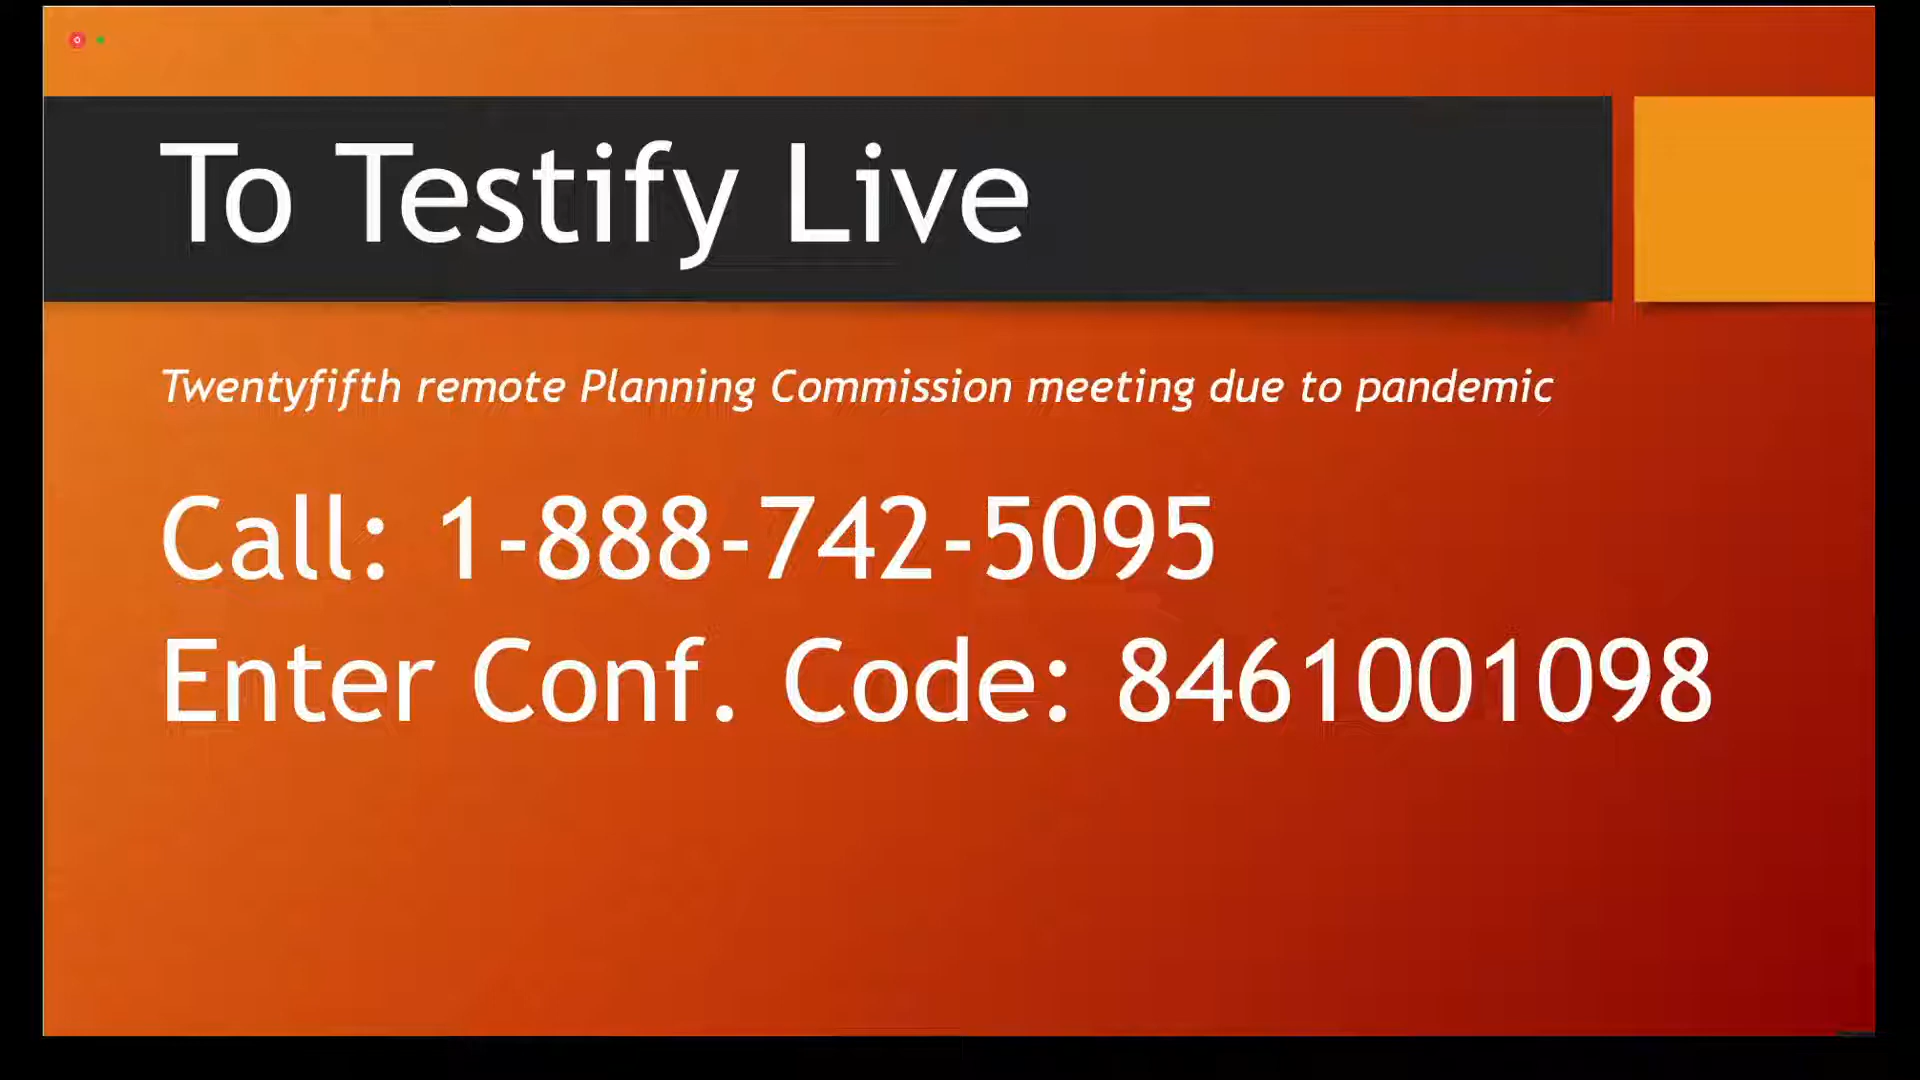 To Testify Live
Twentyfifth remote Planning Commission meeting due to pandemic
Call: 1-888-742-5095
Enter Conf. Code: 8461001098